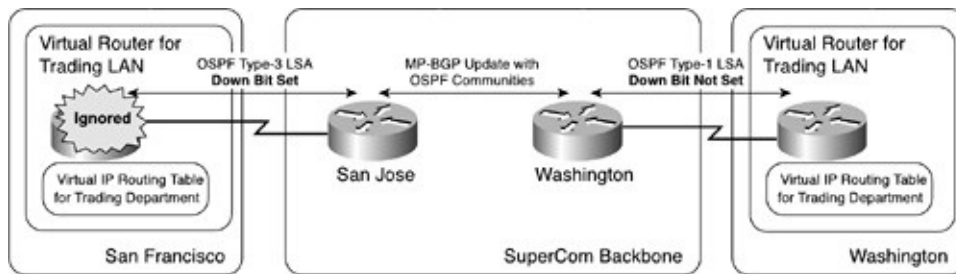 Virtual Router for
Trading LAN
OSPF Type-3 LSA
Down Bit Set
MP-BGP Update with
OSPF Communities
OSPF Type-1 LSA
Down Bit Not Set
Virtual Router for
Trading LAN
Ignored
San Jose
Washington
Virtual IP Routing Table
for Trading Department
Virtual IP Routing Table
for Trading Department
San Francisco
SuperCom Backbone
Washington